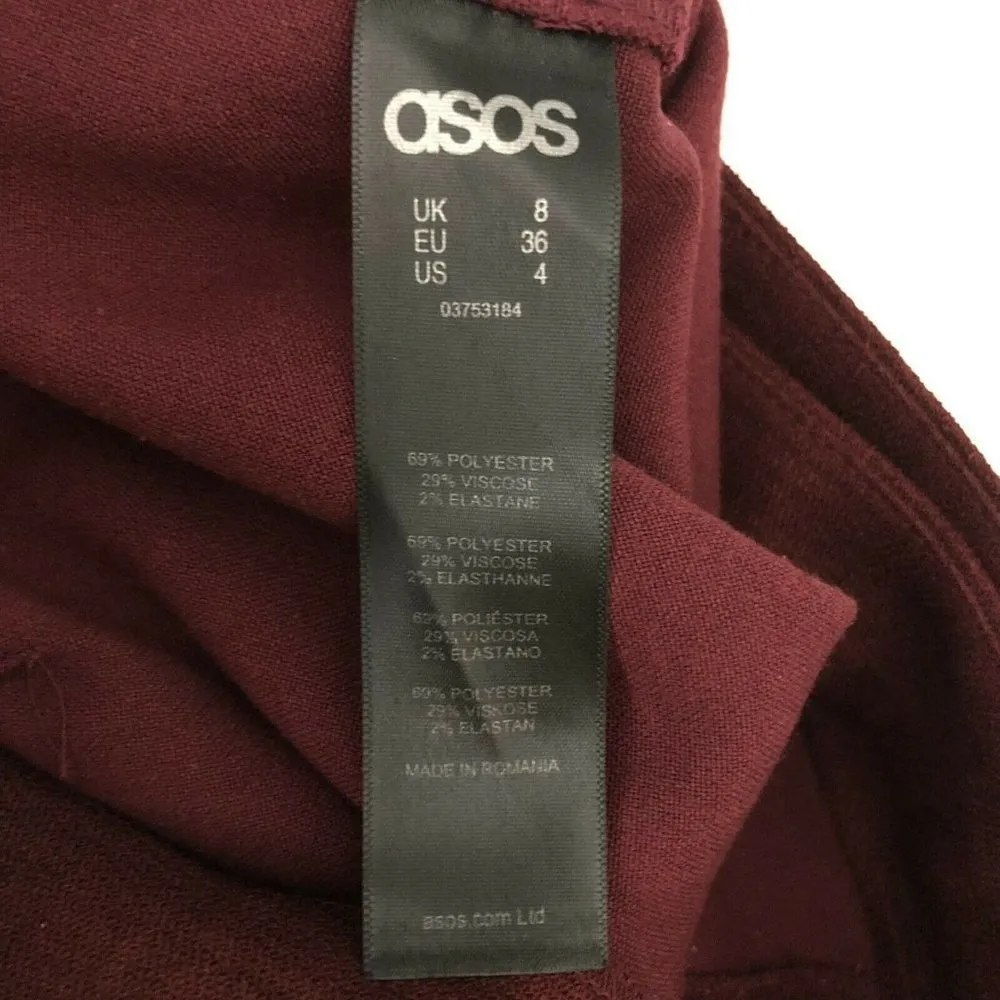 asos
UK 8
EU 36
US 4
03753184
69% POLYESTER
29% VISCOSE
2% ELASTANE
69% POLYESTER
29% VISCOSE
2% ELASTHANNE
69% POLIÉSTER
29% VISCOSA
2% ELASTANO
69% POLYESTER
29% VISKOSE
2% ELASTAN
MADE IN ROMANIA
asos.com Ltd